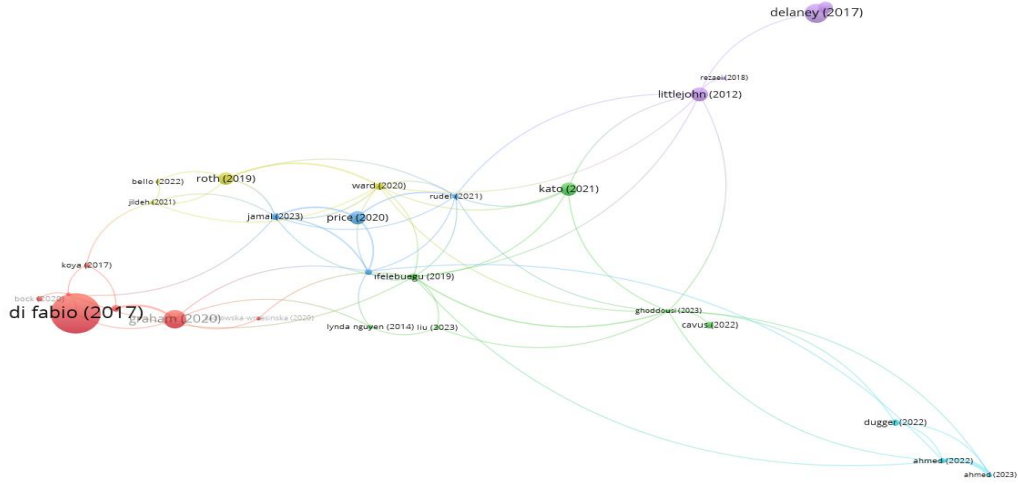 delaney (2017)
rezaei (2018)
littlejohn (2012)
bello (2022)
roth (2019)
ward (2020)
kato (2021)
jildeh (2021)
rudel (2021)
jamal (2023)
price (2020)
koya (2017)
ifelebuegu (2019)
bock (2020)
di fabio (2017)
graham (2020)
(2020)
lynda nguyen (2014)
liu (2023)
ghoddousi (2023)
cavus (2022)
dugger (2022)
ahmed (2022)
ahmed (2023)